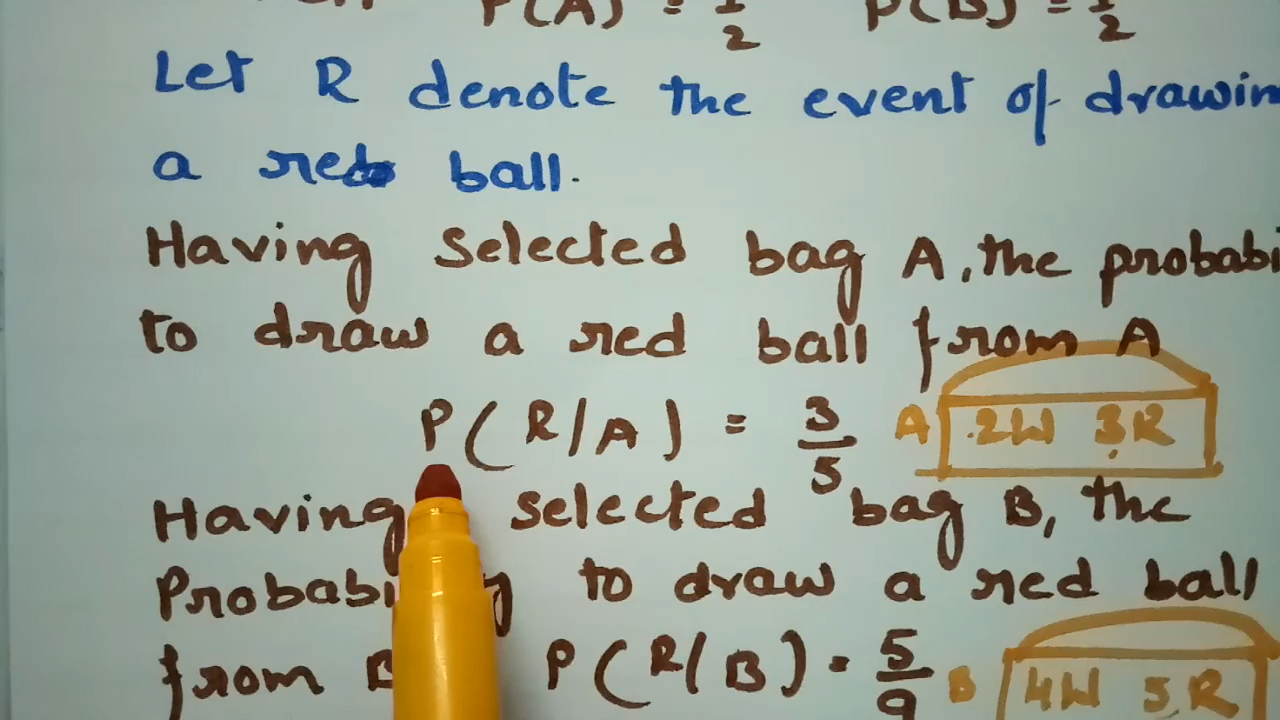 P(A) = 1/2 P(B) = 1/2
Let R denote the event of drawin
a red ball.
Having selected bag A, the probabi
to draw a red ball from A
P(R/A) = 3/5 A 2W 3R
Having selected bag B, the
Probabi y to draw a red ball
from B P(R/B) = 5/9 B 4W 5R